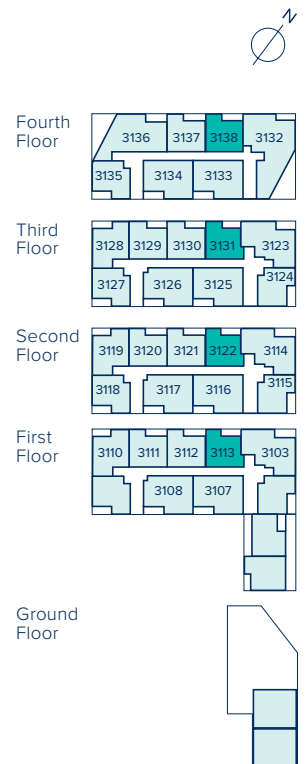 N
Fourth
Floor
3136 3137 3138 3132
3135 3134 3133
Third
Floor
3128 3129 3130 3131 3123
3127 3126 3125 3124
Second
Floor
3119 3120 3121 3122 3114
3118 3117 3116 3115
First
Floor
3110 3111 3112 3113 3103
3108 3107
Ground
Floor